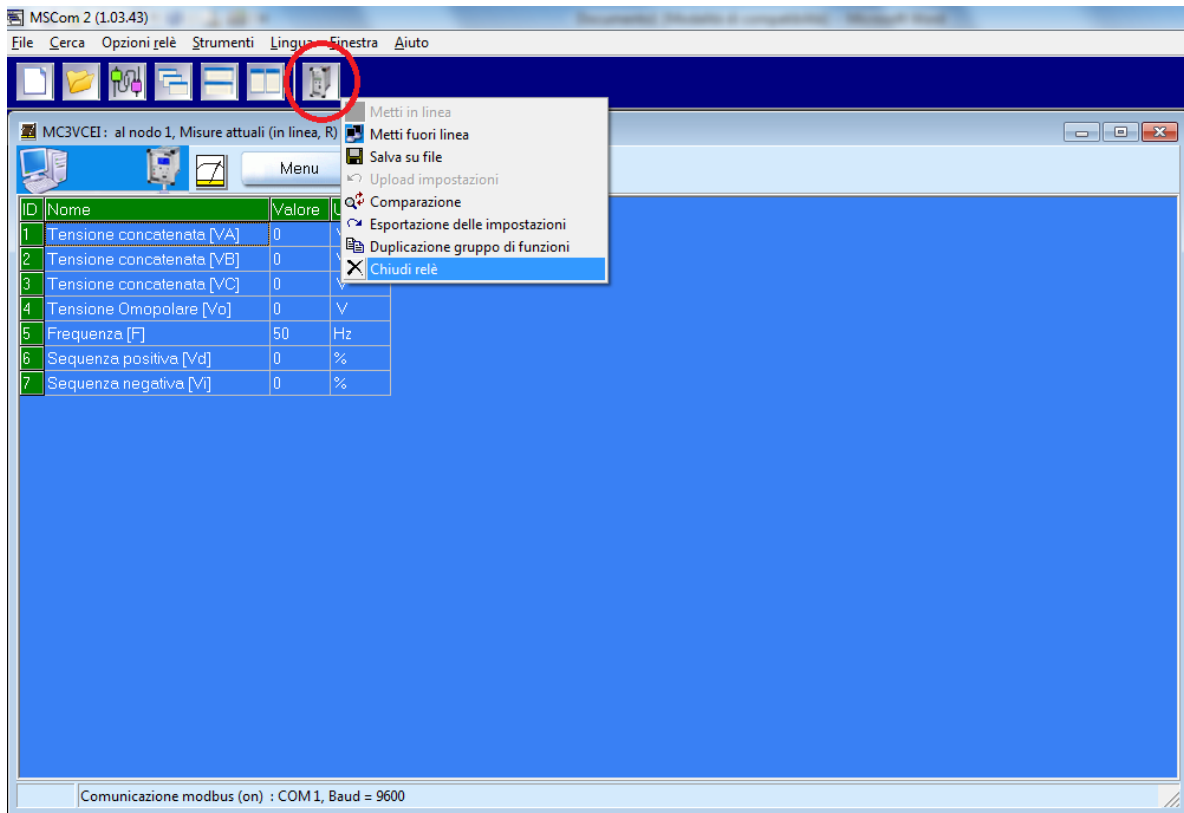 MSCom 2 (1.03.43)
File Cerca Opzioni relè Strumenti Lingua Finestra Aiuto
MC3VCEI : al nodo 1, Misure attuali (in linea, R)
Menu
Metti in linea
Metti fuori linea
Salva su file
Upload impostazioni
Comparazione
Esportazione delle impostazioni
Duplicazione gruppo di funzioni
Chiudi relè
ID Nome Valore
1 Tensione concatenata [VA] 0
2 Tensione concatenata [VB] 0
3 Tensione concatenata [VC] 0 V
4 Tensione Omopolare [Vo] 0 V
5 Frequenza [F] 50 Hz
6 Sequenza positiva [Vd] 0 %
7 Sequenza negativa [Vi] 0 %
Comunicazione modbus (on) : COM 1, Baud = 9600